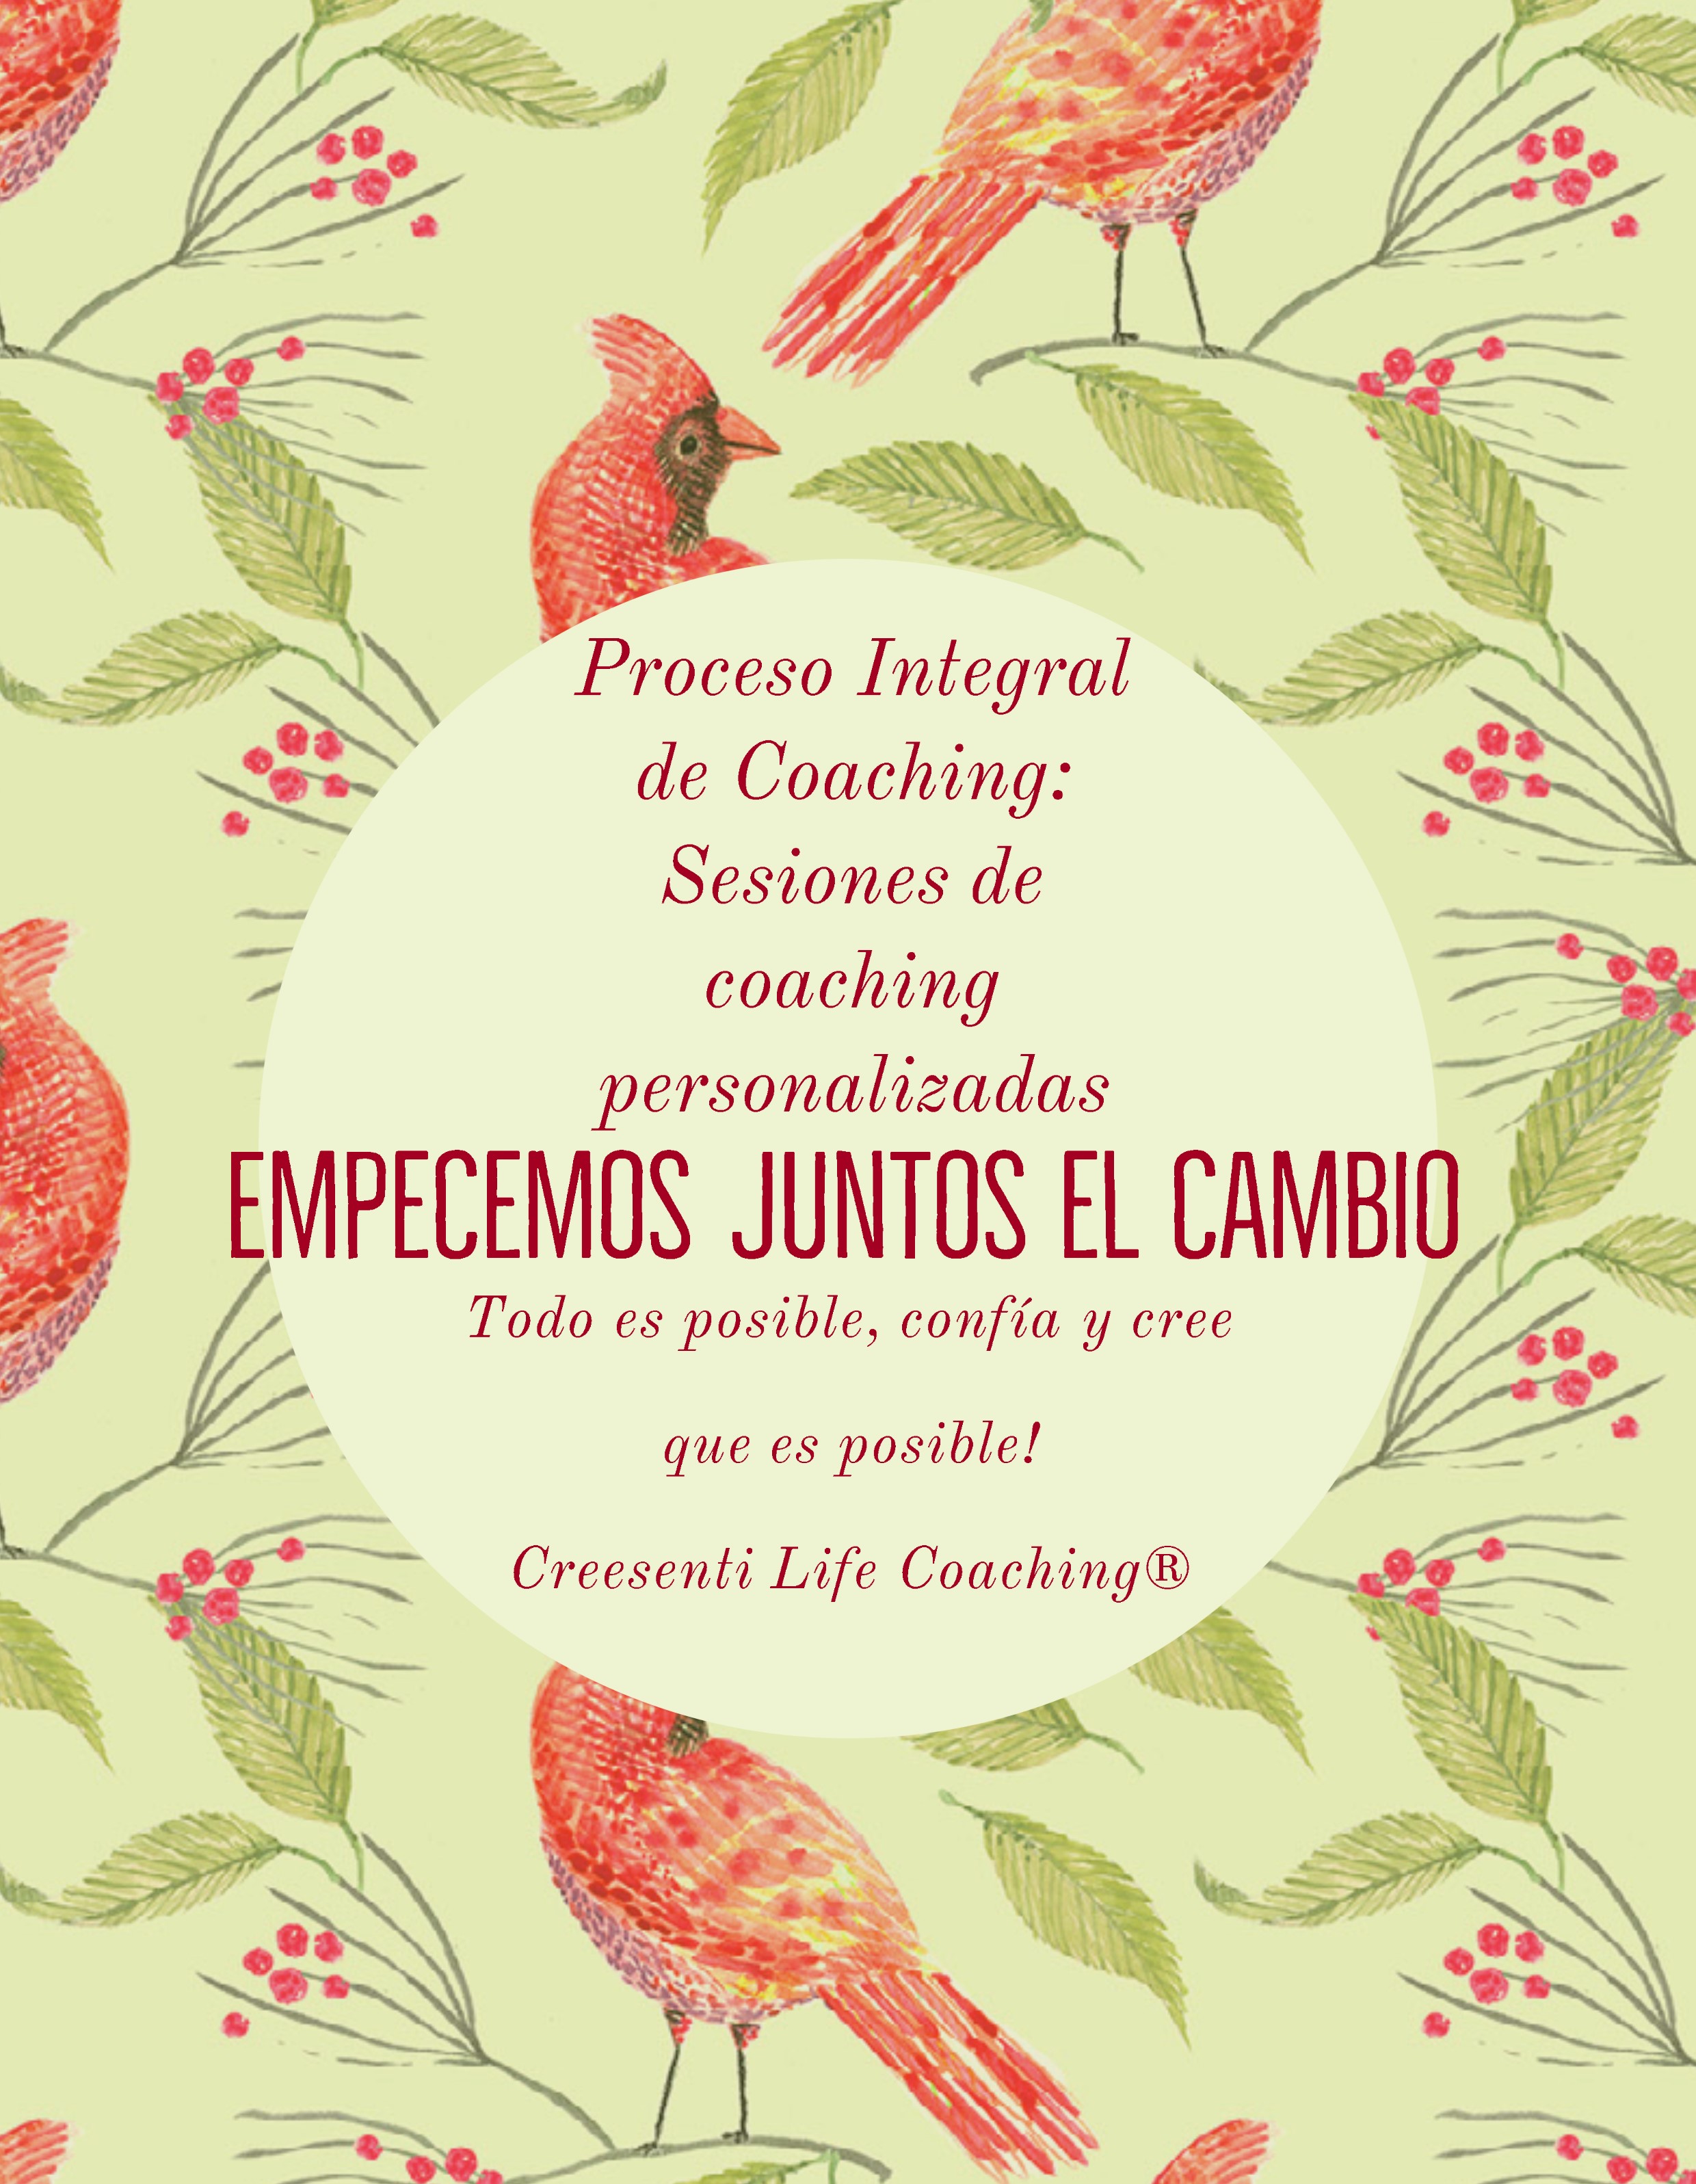 Proceso Integral
de Coaching:
Sesiones de
coaching
personalizadas
EMPECEMOS JUNTOS EL CAMBIO
Todo es posible, confía y cree
que es posible!
Creesenti Life Coaching®